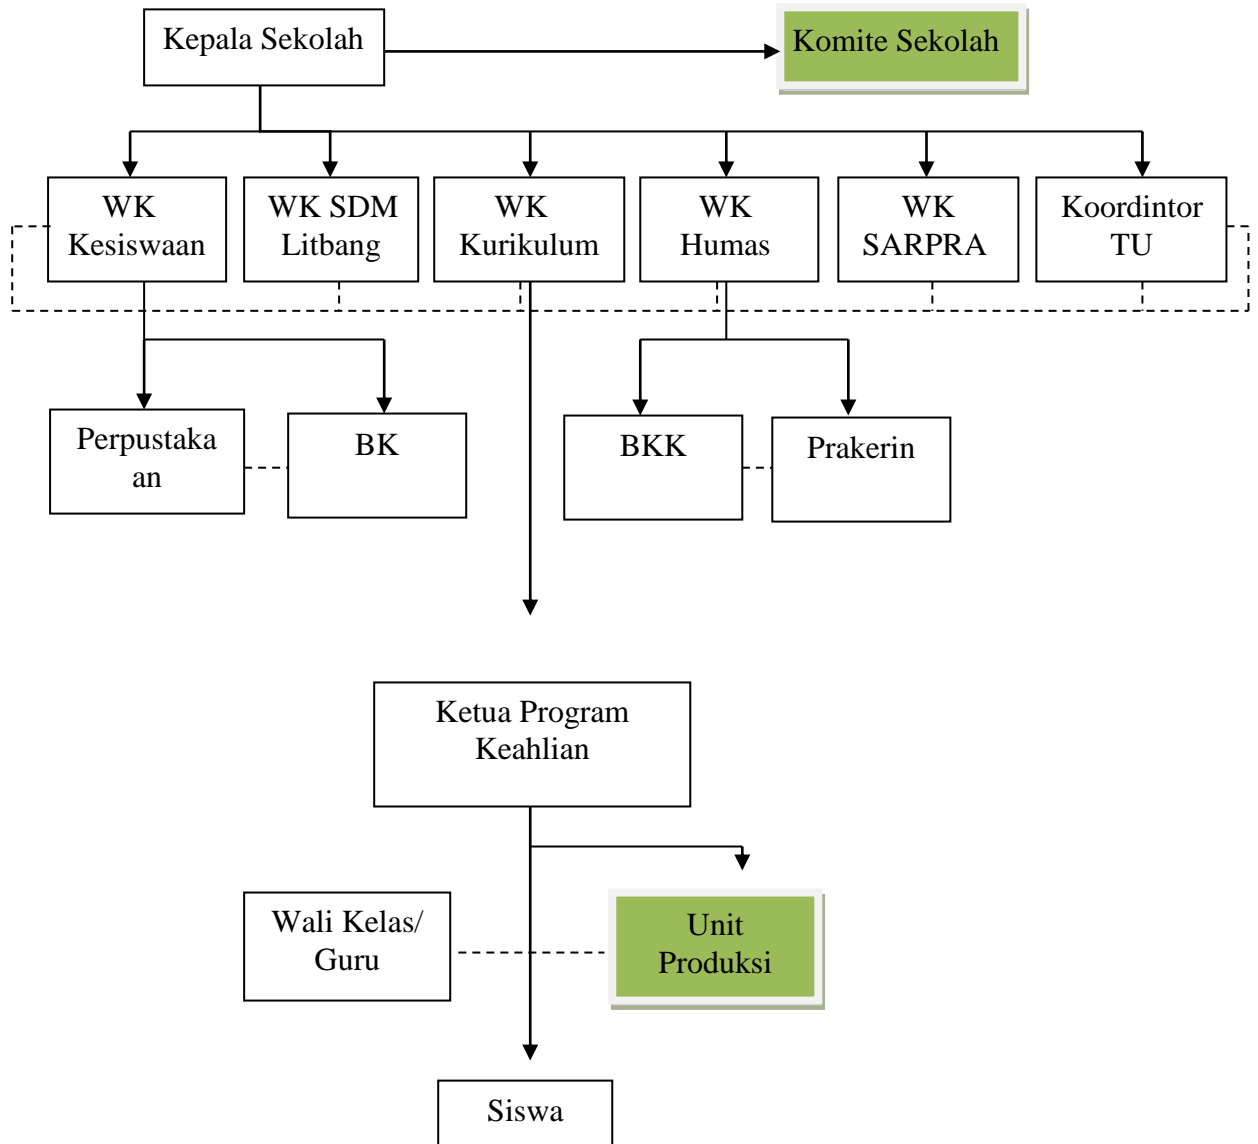 Kepala Sekolah
Komite Sekolah
WK
Kesiswaan
WK SDM
Litbang
WK
Kurikulum
WK
Humas
WK
SARPRA
Koordintor
TU
Perpustaka
an
BK
BKK
Prakerin
Ketua Program
Keahlian
Wali Kelas/
Guru
Unit
Produksi
Siswa